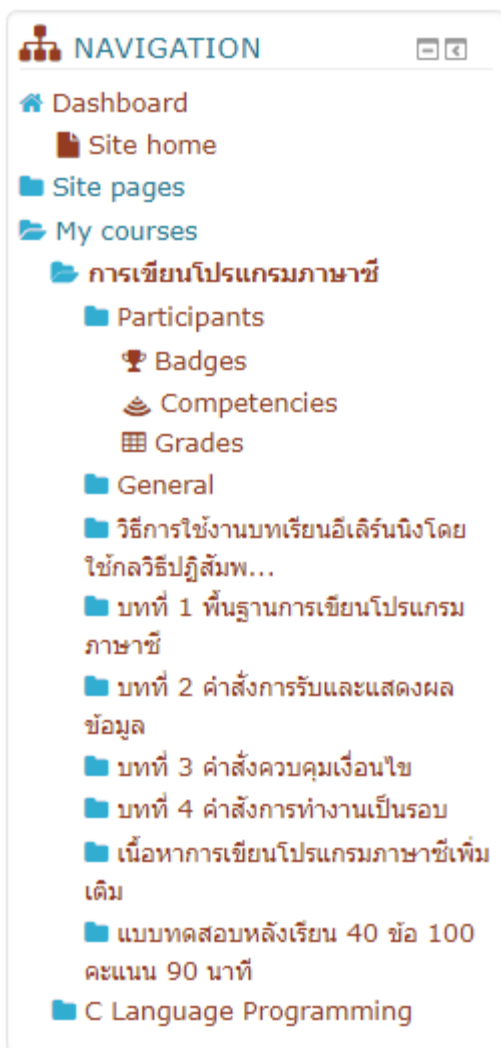 NAVIGATION
Dashboard
Site home
Site pages
My courses
การเขียนโปรแกรมภาษาซี
Participants
Badges
Competencies
Grades
General
วิธีการใช้งานบทเรียนอีเลิร์นนิงโดย
ใช้กลวิธีปฏิสัมพ...
บทที่ 1 พื้นฐานการเขียนโปรแกรม
ภาษาซี
บทที่ 2 คำสั่งการรับและแสดงผล
ข้อมูล
บทที่ 3 คำสั่งควบคุมเงื่อนไข
บทที่ 4 คำสั่งการทำงานเป็นรอบ
เนื้อหาการเขียนโปรแกรมภาษาซีเพิ่ม
เติม
แบบทดสอบหลังเรียน 40 ข้อ 100
คะแนน 90 นาที
C Language Programming